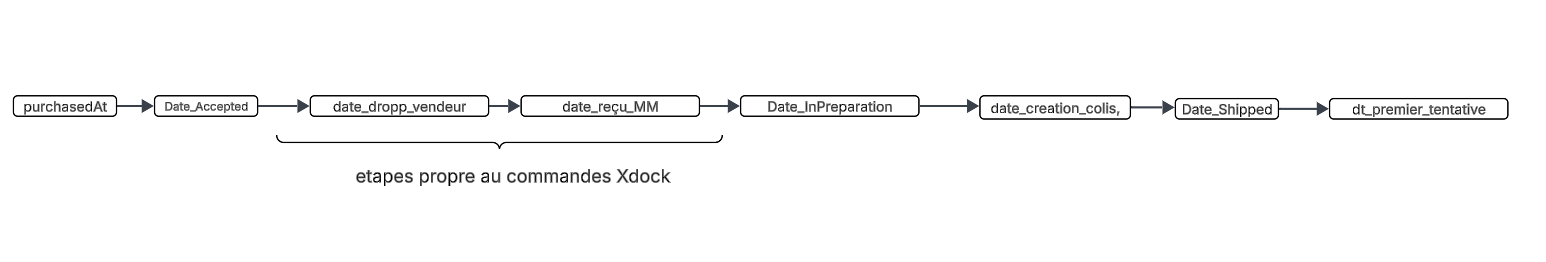 purchasedAt
Date_Accepted
date_dropp_vendeur
date_reçu_MM
Date_InPreparation
date_creation_colis,
Date_Shipped
dt_premier_tentative
etapes propre au commandes Xdock